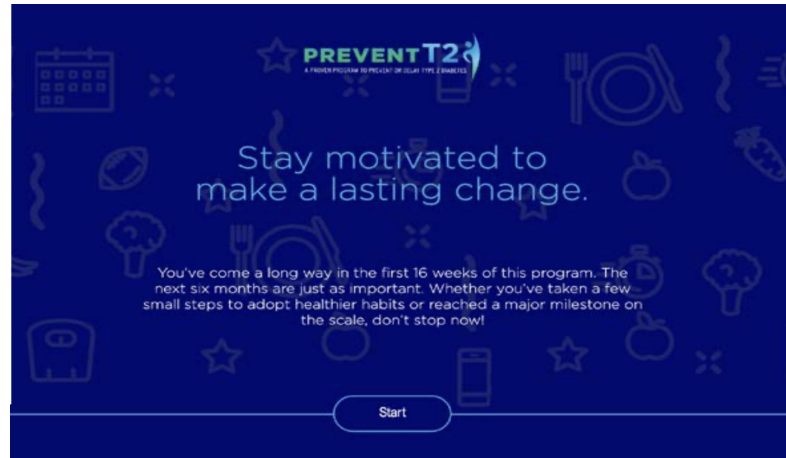 PREVENT T2
A PROVEN PROGRAM TO PREVENT OR DELAY TYPE 2 DIABETES
Stay motivated to
make a lasting change.
You've come a long way in the first 16 weeks of this program. The
next six months are just as important. Whether you've taken a few
small steps to adopt healthier habits or reached a major milestone on
the scale, don't stop now!
Start